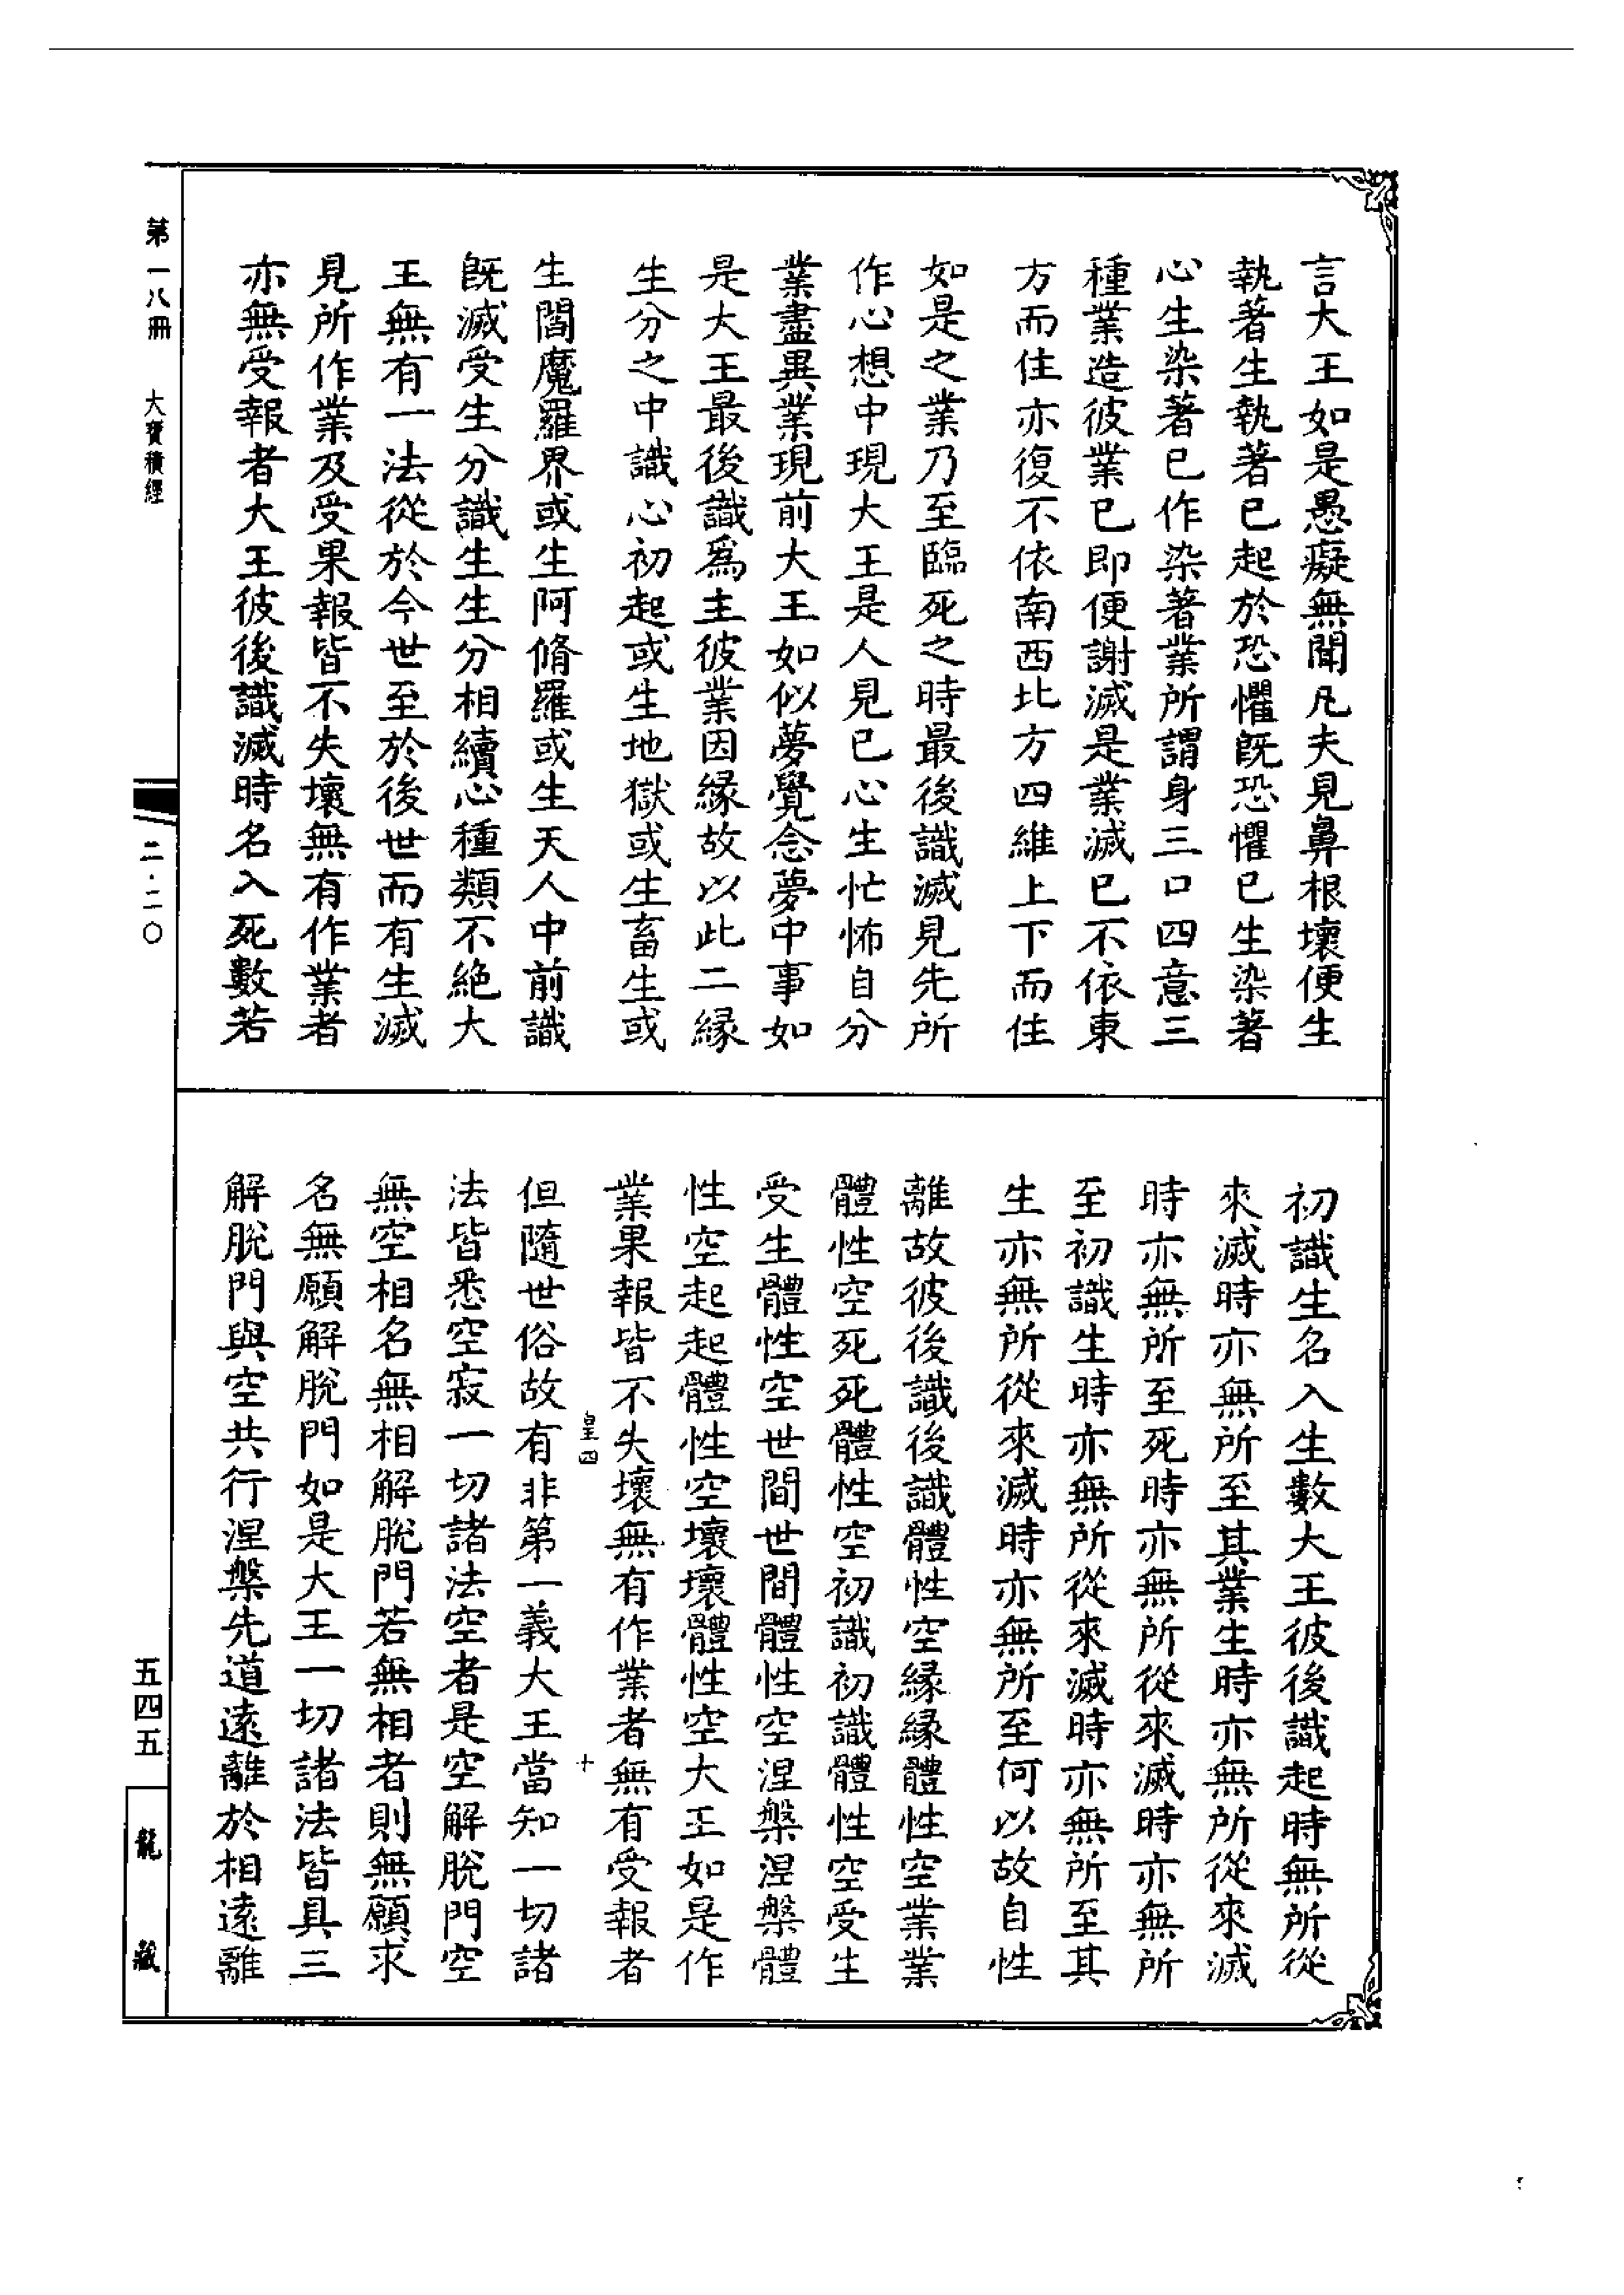 言大王如是愚癡無聞凡夫見鼻根壞便生
執著生執著已起於恐懼旣恐懼已生染著
心生染著已作染著業所謂身三口四意三
種業造彼業已即便謝滅是業滅已不依東
方而住亦復不依南西北方四維上下而住
如是之業乃至臨死之時最後識滅見先所
作心想中現大王是人見已心生忙怖自分
業盡異業現前大王如似夢覺念夢中事如
是大王最後識爲主彼業因緣故以此二緣
生分之中識心初起或生地獄或生畜生或
生閻魔羅界或生阿脩羅或生天人中前識
旣滅受生分識生生分相續心種類不絕大
王無有一法從於今世至於後世而有生滅
見所作業及受果報皆不失壞無有作業者
亦無受報者大王彼後識滅時名入死數若
初識生名入生數大王彼後識起時無所從
來滅時亦無所至其業生時亦無所從來滅
時亦無所至死時亦無所從來滅時亦無所
至初識生時亦無所從來滅時亦無所至其
生亦無所從來滅時亦無所至何以故自性
離故彼後識後識體性空緣緣體性空業業
體性空死死體性空初識初識體性空受生
受生體性空世間世間體性空涅槃涅槃體
性空起起體性空壞壞體性空大王如是作
業果報皆不失壞無有作業者無有受報者
皇四
十
但隨世俗故有非第一義大王當知一切諸
法皆悉空寂一切諸法空者是空解脫門空
無空相名無相解脫門若無相者則無願求
名無願解脫門如是大王一切諸法皆具三
解脫門與空共行涅槃先道遠離於相遠離
第一八冊
大寶積經
二·二〇
五四五
龍藏